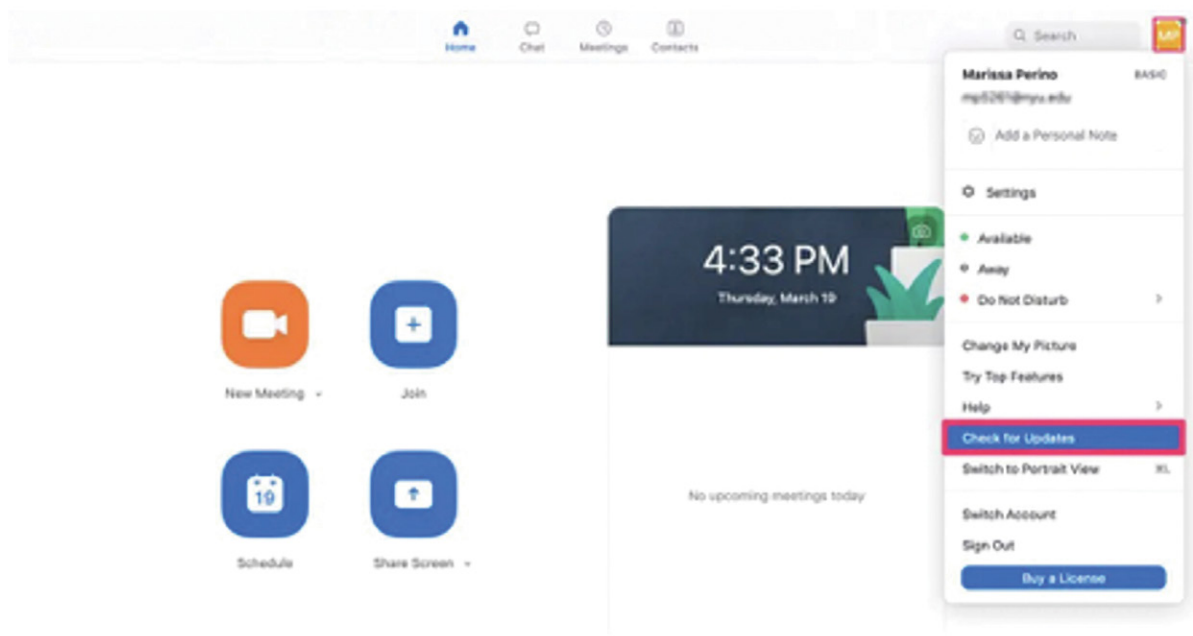 Home
Chat
Meetings
Contacts
Search
MP
Marissa Perino
BASIC
Add a Personal Note
Settings
Available
Away
Do Not Disturb
Change My Picture
Try Top Features
Help
Check for Updates
Switch to Portrait View
⌘L
Switch Account
Sign Out
Buy a License
4:33 PM
Thursday, March 19
No upcoming meetings today
New Meeting
Join
19
Schedule
Share Screen